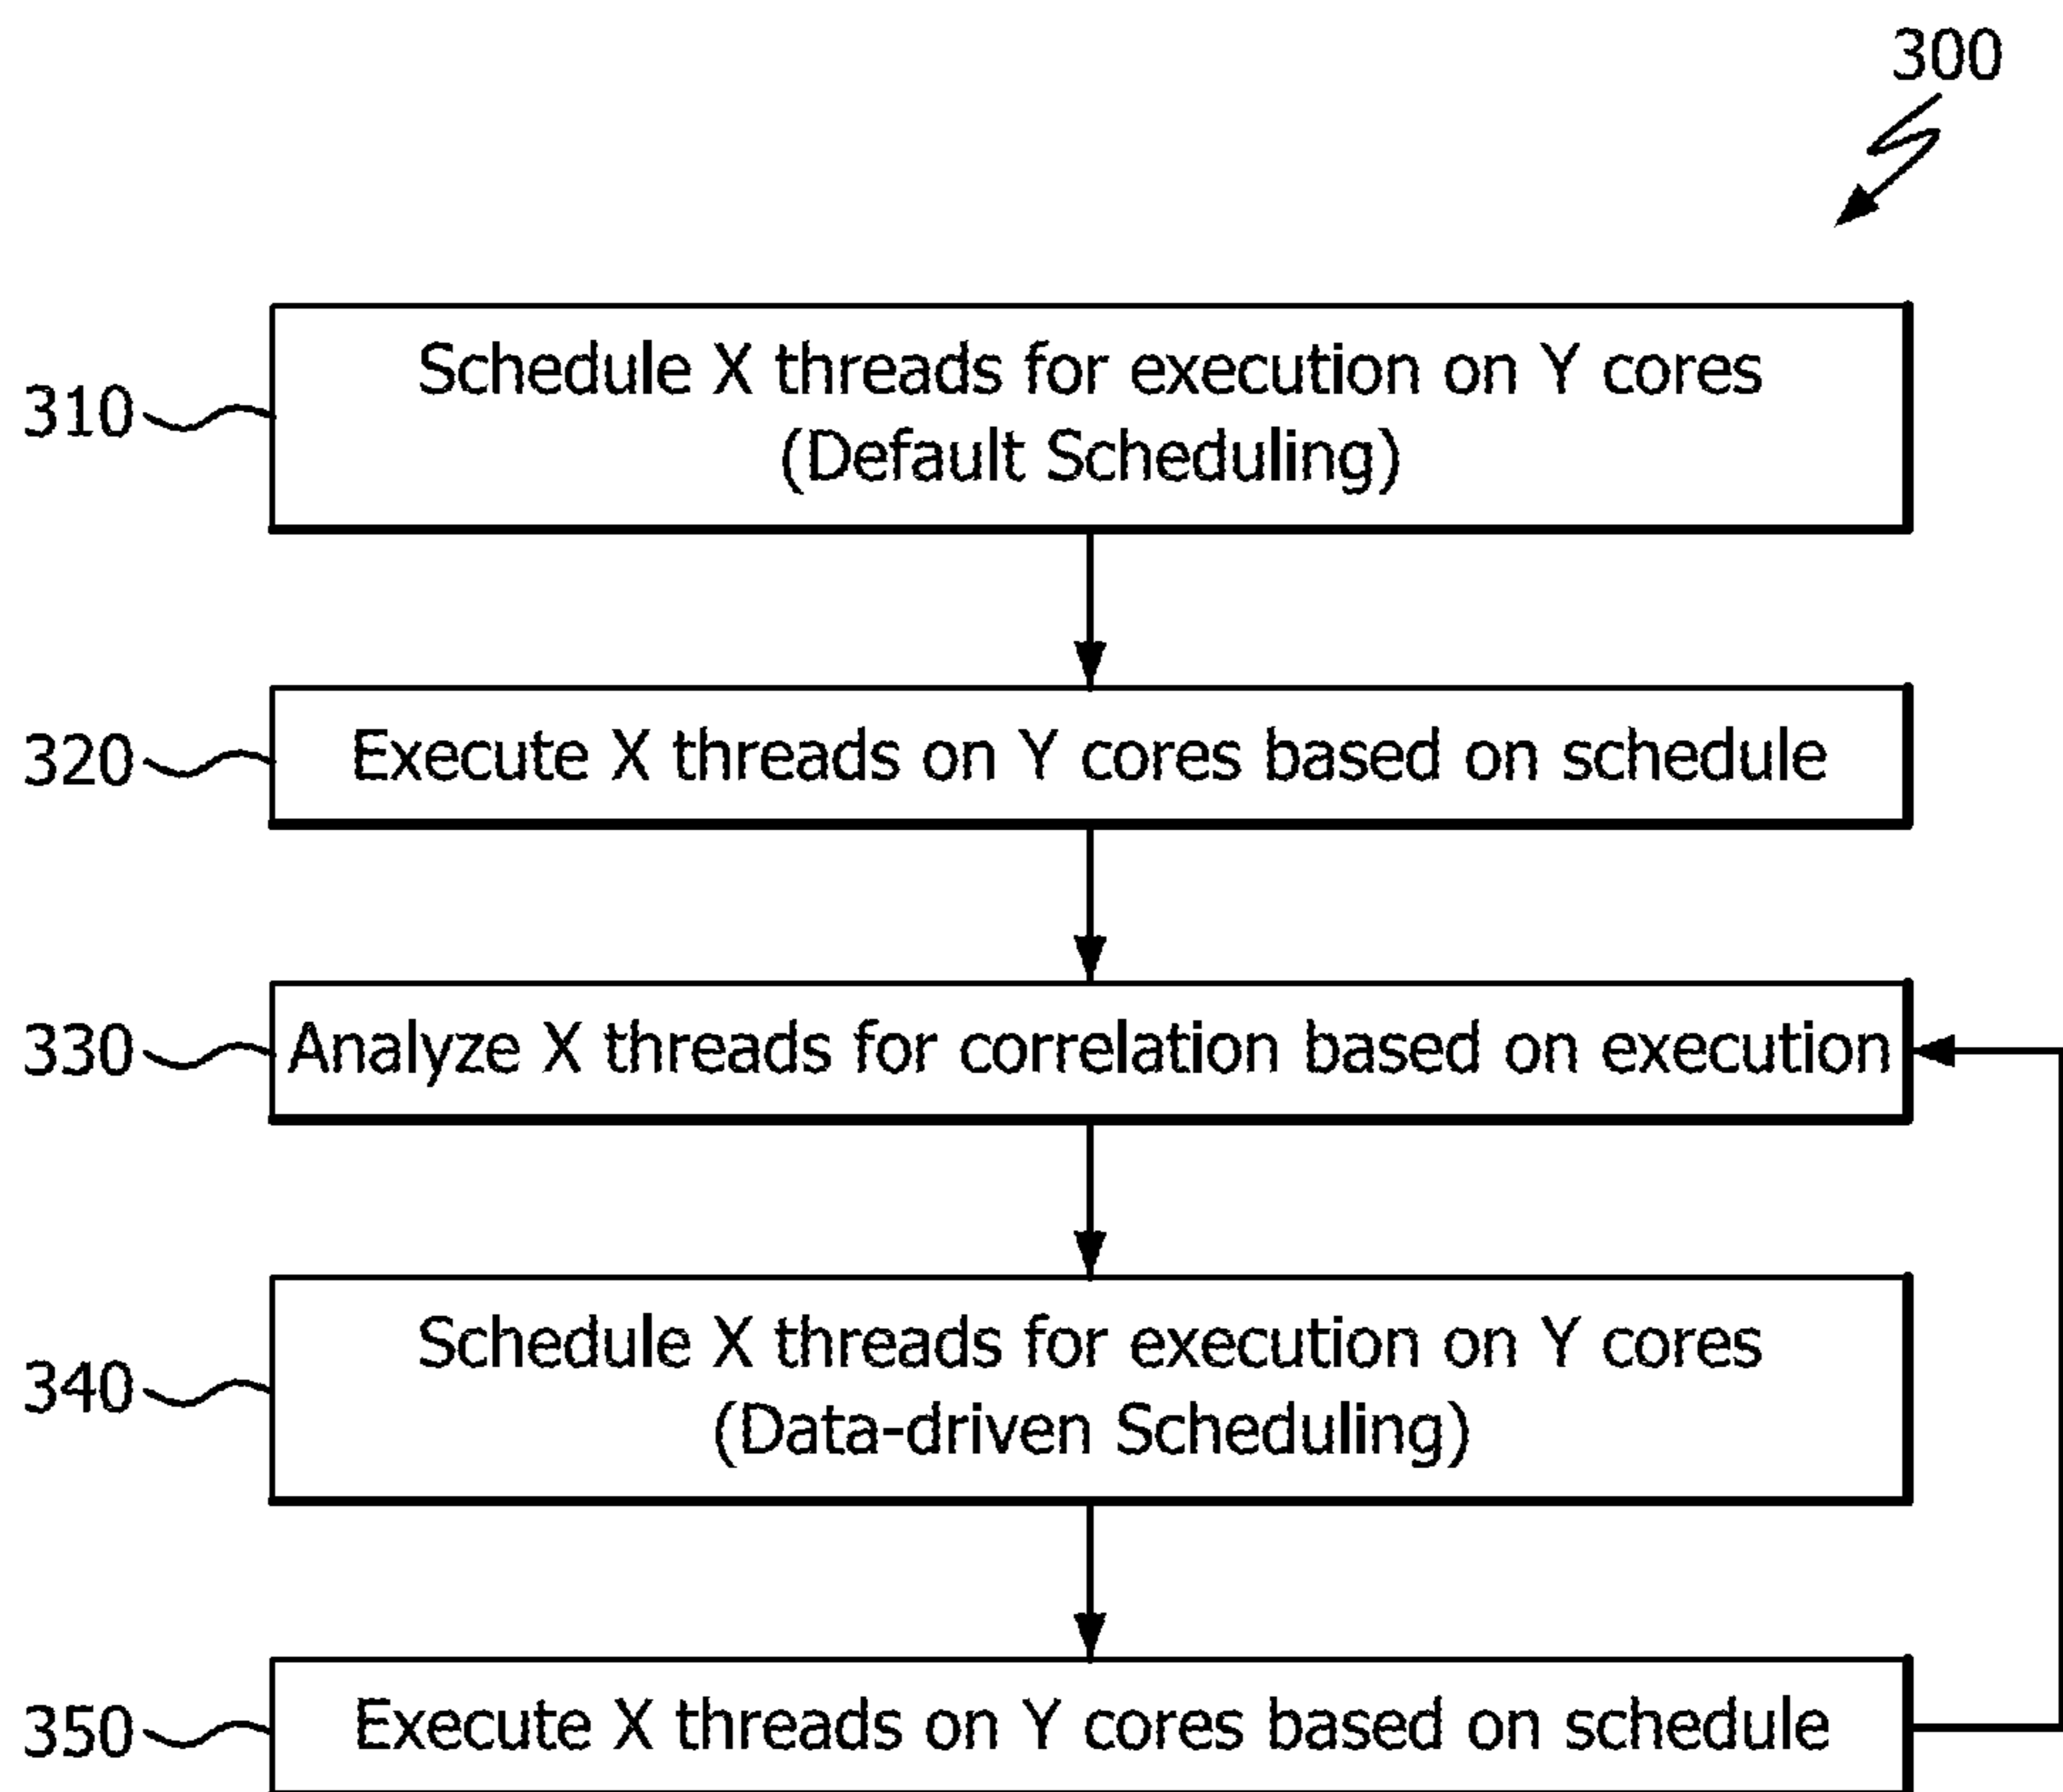 300
310
Schedule X threads for execution on Y cores
(Default Scheduling)
320
Execute X threads on Y cores based on schedule
330
Analyze X threads for correlation based on execution
340
Schedule X threads for execution on Y cores
(Data-driven Scheduling)
350
Execute X threads on Y cores based on schedule